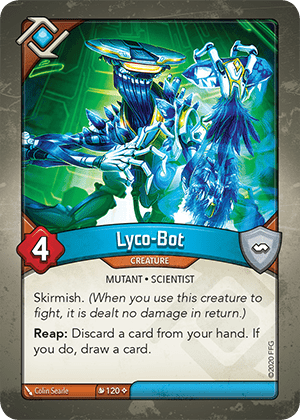 Lyco-Bot
CREATURE
4
MUTANT • SCIENTIST
Skirmish. (When you use this creature to
fight, it is dealt no damage in return.)
Reap: Discard a card from your hand. If
you do, draw a card.
©2020 FFG
Colin Searle
120